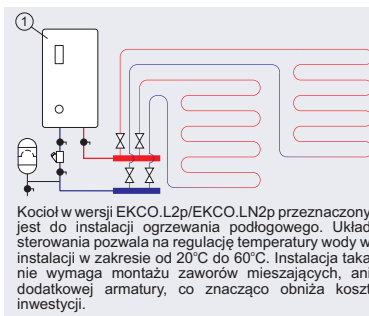 1
Kocioł w wersji EKCO.L2p/EKCO.LN2p przeznaczony
jest do instalacji ogrzewania podłogowego. Układ
sterowania pozwala na regulację temperatury wody w
instalacji w zakresie od 20°C do 60°C. Instalacja taka
nie wymaga montażu zaworów mieszających, ani
dodatkowej armatury, co znacząco obniża koszt
inwestycji.